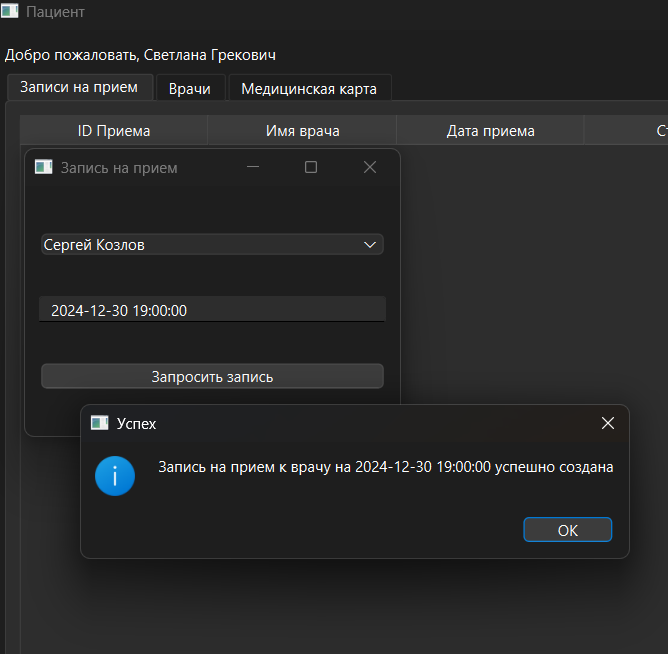 Пациент
Добро пожаловать, Светлана Грекович
Записи на прием Врачи Медицинская карта
ID Приема Имя врача Дата приема
Запись на прием
Сергей Козлов
2024-12-30 19:00:00
Запросить запись
Успех
Запись на прием к врачу на 2024-12-30 19:00:00 успешно создана
OK